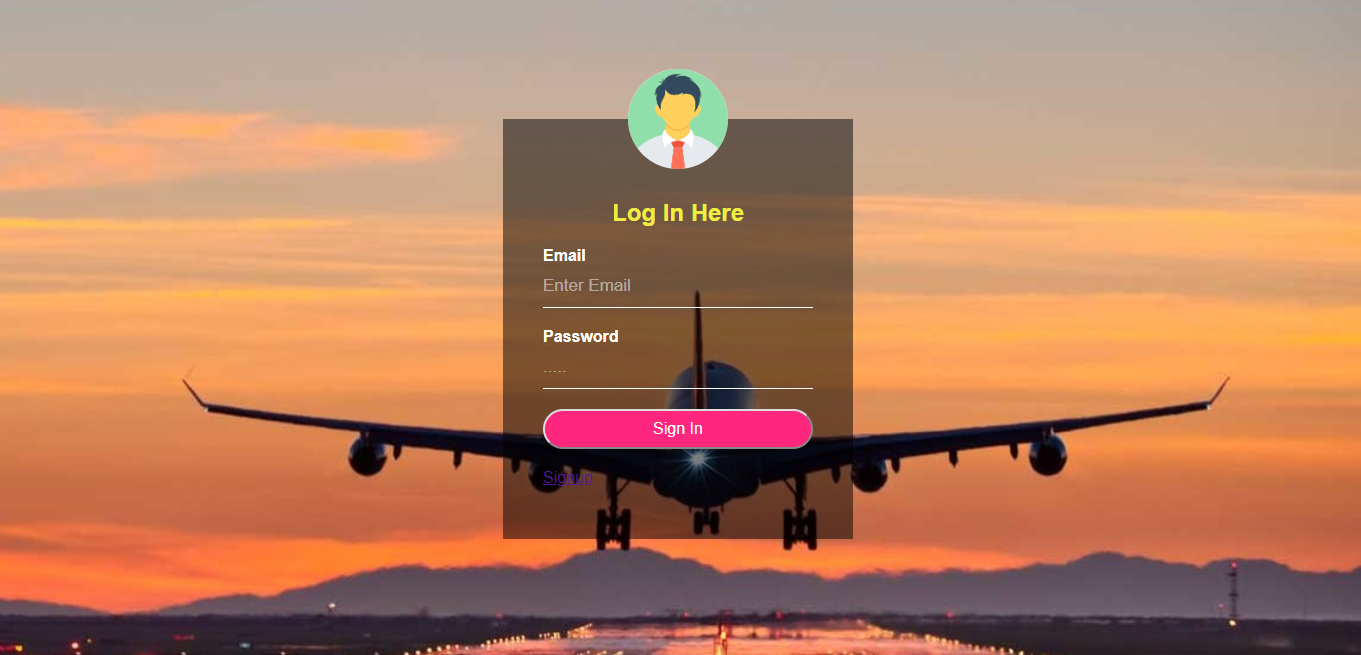 Log In Here
Email
Enter Email
Password
.....
Sign In
Signup